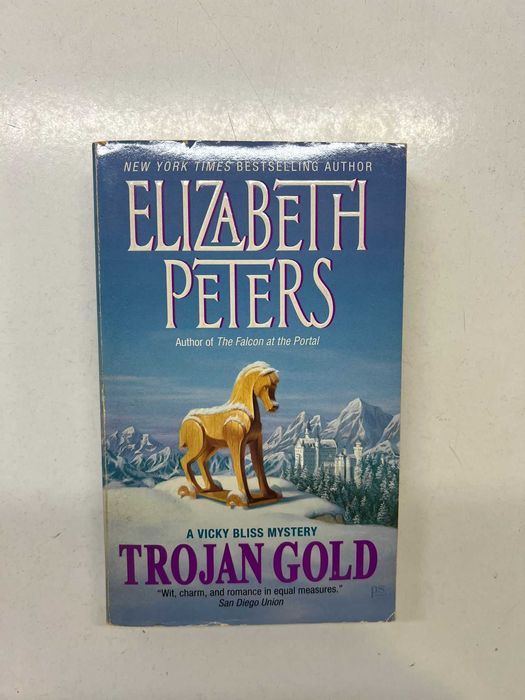 NEW YORK TIMES BESTSELLING AUTHOR
ELIZABETH
PETERS
Author of The Falcon at the Portal
A VICKY BLISS MYSTERY
TROJAN GOLD
"Wit, charm, and romance in equal measures."
San Diego Union